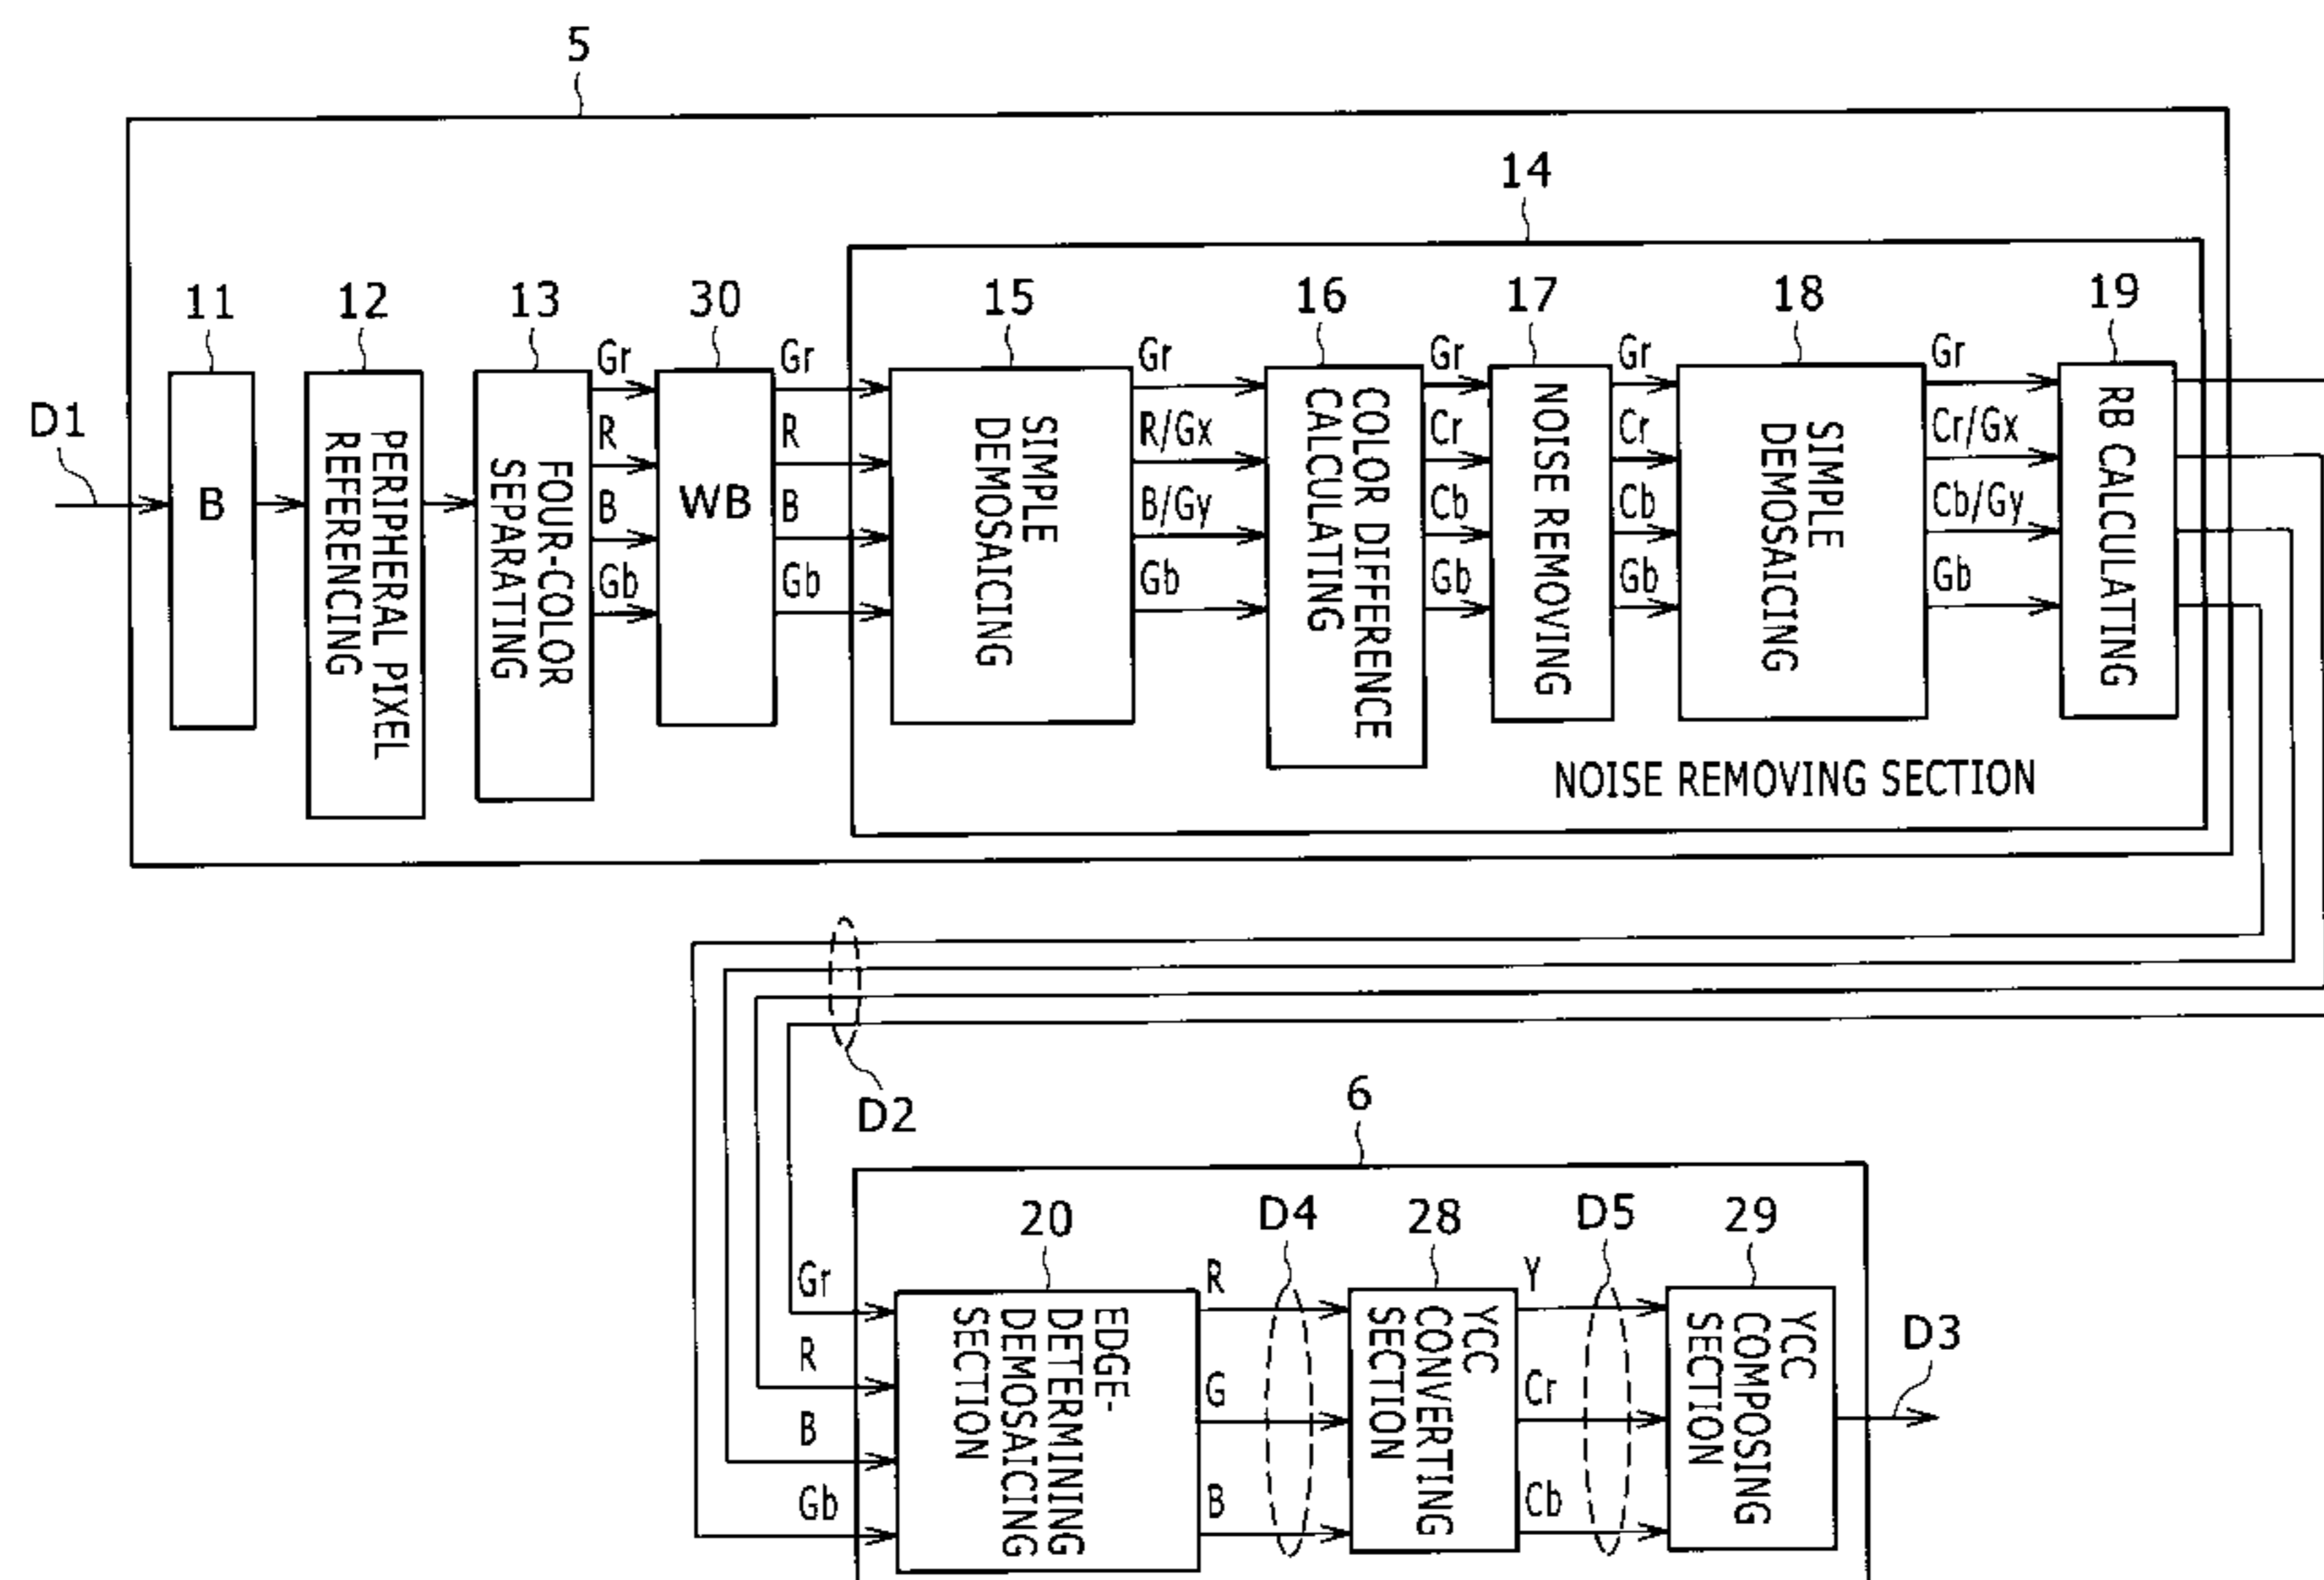 5
14
11
12
13
30
15
16
17
18
19
D1
B
PERIPHERAL PIXEL
REFERENCING
FOUR-COLOR
SEPARATING
Gr
R
B
Gb
WB
Gr
R
B
Gb
SIMPLE
DEMOSAICING
Gr
R/Gx
B/Gy
Gb
COLOR DIFFERENCE
CALCULATING
Gr
Cr
Cb
Gb
NOISE REMOVING
Gr
Cr
Cb
Gb
SIMPLE
DEMOSAICING
Gr
Cr/Gx
Cb/Gy
Gb
RB CALCULATING
NOISE REMOVING SECTION
D2
6
20
D4
28
D5
29
Gr
R
B
Gb
EDGE-
DETERMINING
DEMOSAICING
SECTION
R
G
B
YCC
CONVERTING
SECTION
Y
Cr
Cb
YCC
COMPOSING
SECTION
D3